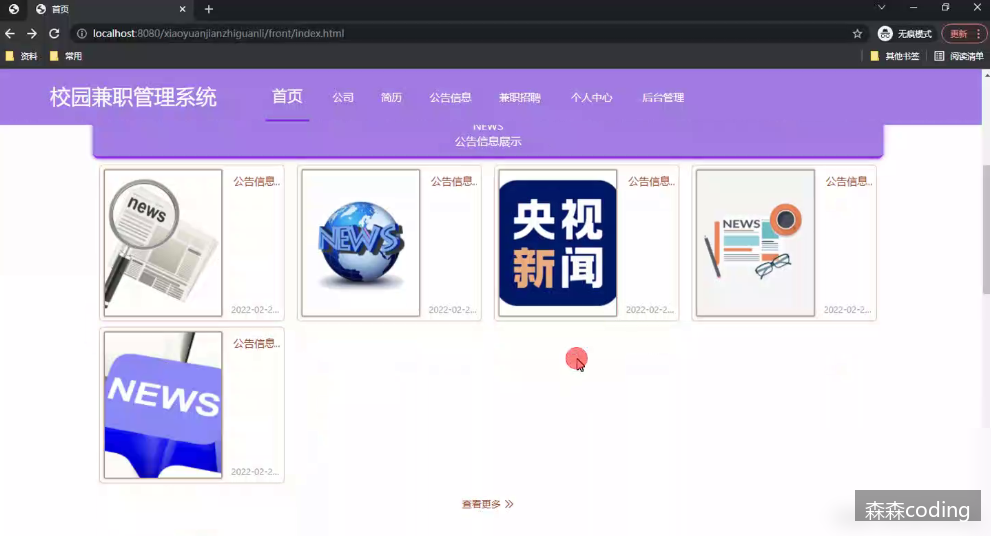 首页
localhost:8080/xiaoyuanjianzhiguanli/front/index.html
无痕模式
更新
资料
常用
其他书签
阅读清单
校园兼职管理系统
首页
公司
简历
公告信息
兼职招聘
个人中心
后台管理
NEWS
公告信息展示
news
公告信息..
2022-02-2...
NEWS
公告信息..
2022-02-2...
央视
新闻
公告信息..
2022-02-2...
NEWS
公告信息..
2022-02-2...
NEWS
公告信息..
2022-02-2...
查看更多 »
森森coding